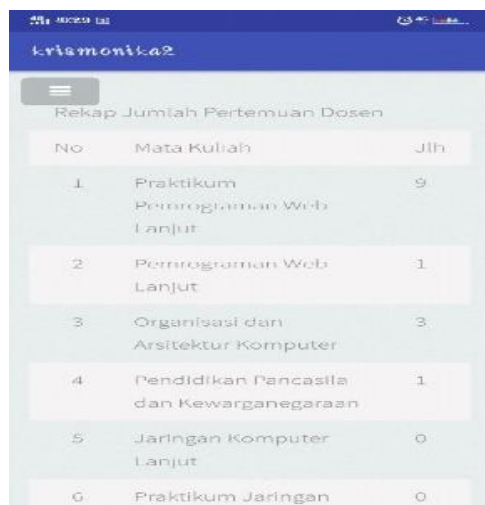 krismonika2
Rekap Jumlah Pertemuan Dosen
No Mata Kuliah Jlh
1 Praktikum 9
Pemrograman Web
Lanjut
2 Pemrograman Web 1
Lanjut
3 Organisasi dan 3
Arsitektur Komputer
4 Pendidikan Pancasila 1
dan Kewarganegaraan
5 Jaringan Komputer 0
Lanjut
6 Praktikum Jaringan 0